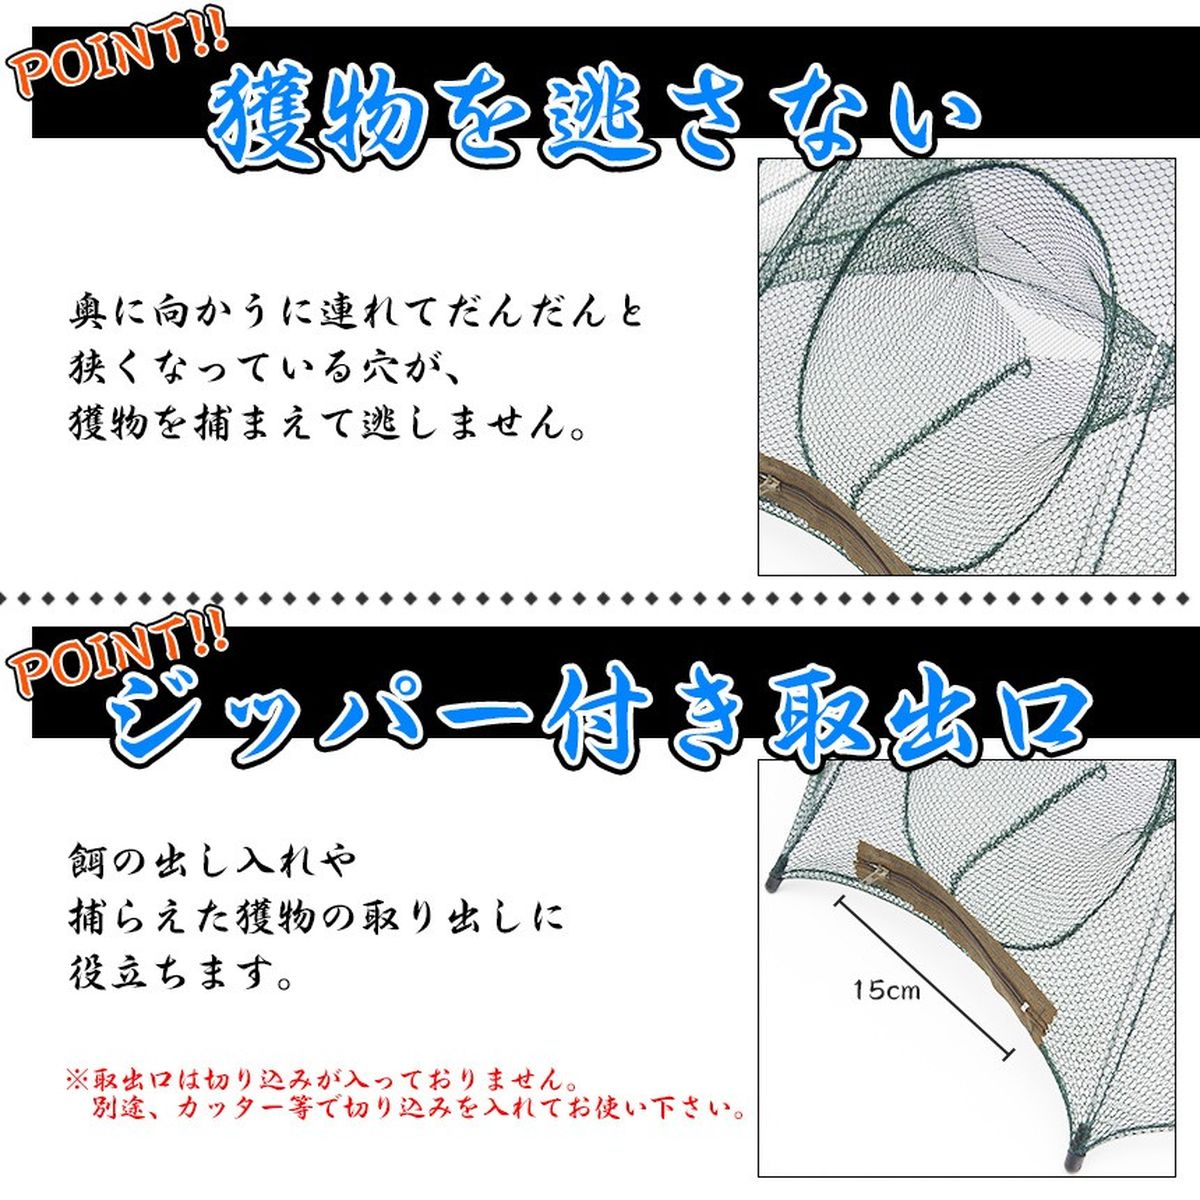 POINT!!
獲物を逃さない
奥に向かうに連れてだんだんと
狭くなっている穴が、
獲物を捕まえて逃しません。
POINT!!
ジッパー付き取出口
餌の出し入れや
捕らえた獲物の取り出しに
役立ちます。
15cm
※取出口は切り込みが入っておりません。
別途、カッター等で切り込みを入れてお使い下さい。